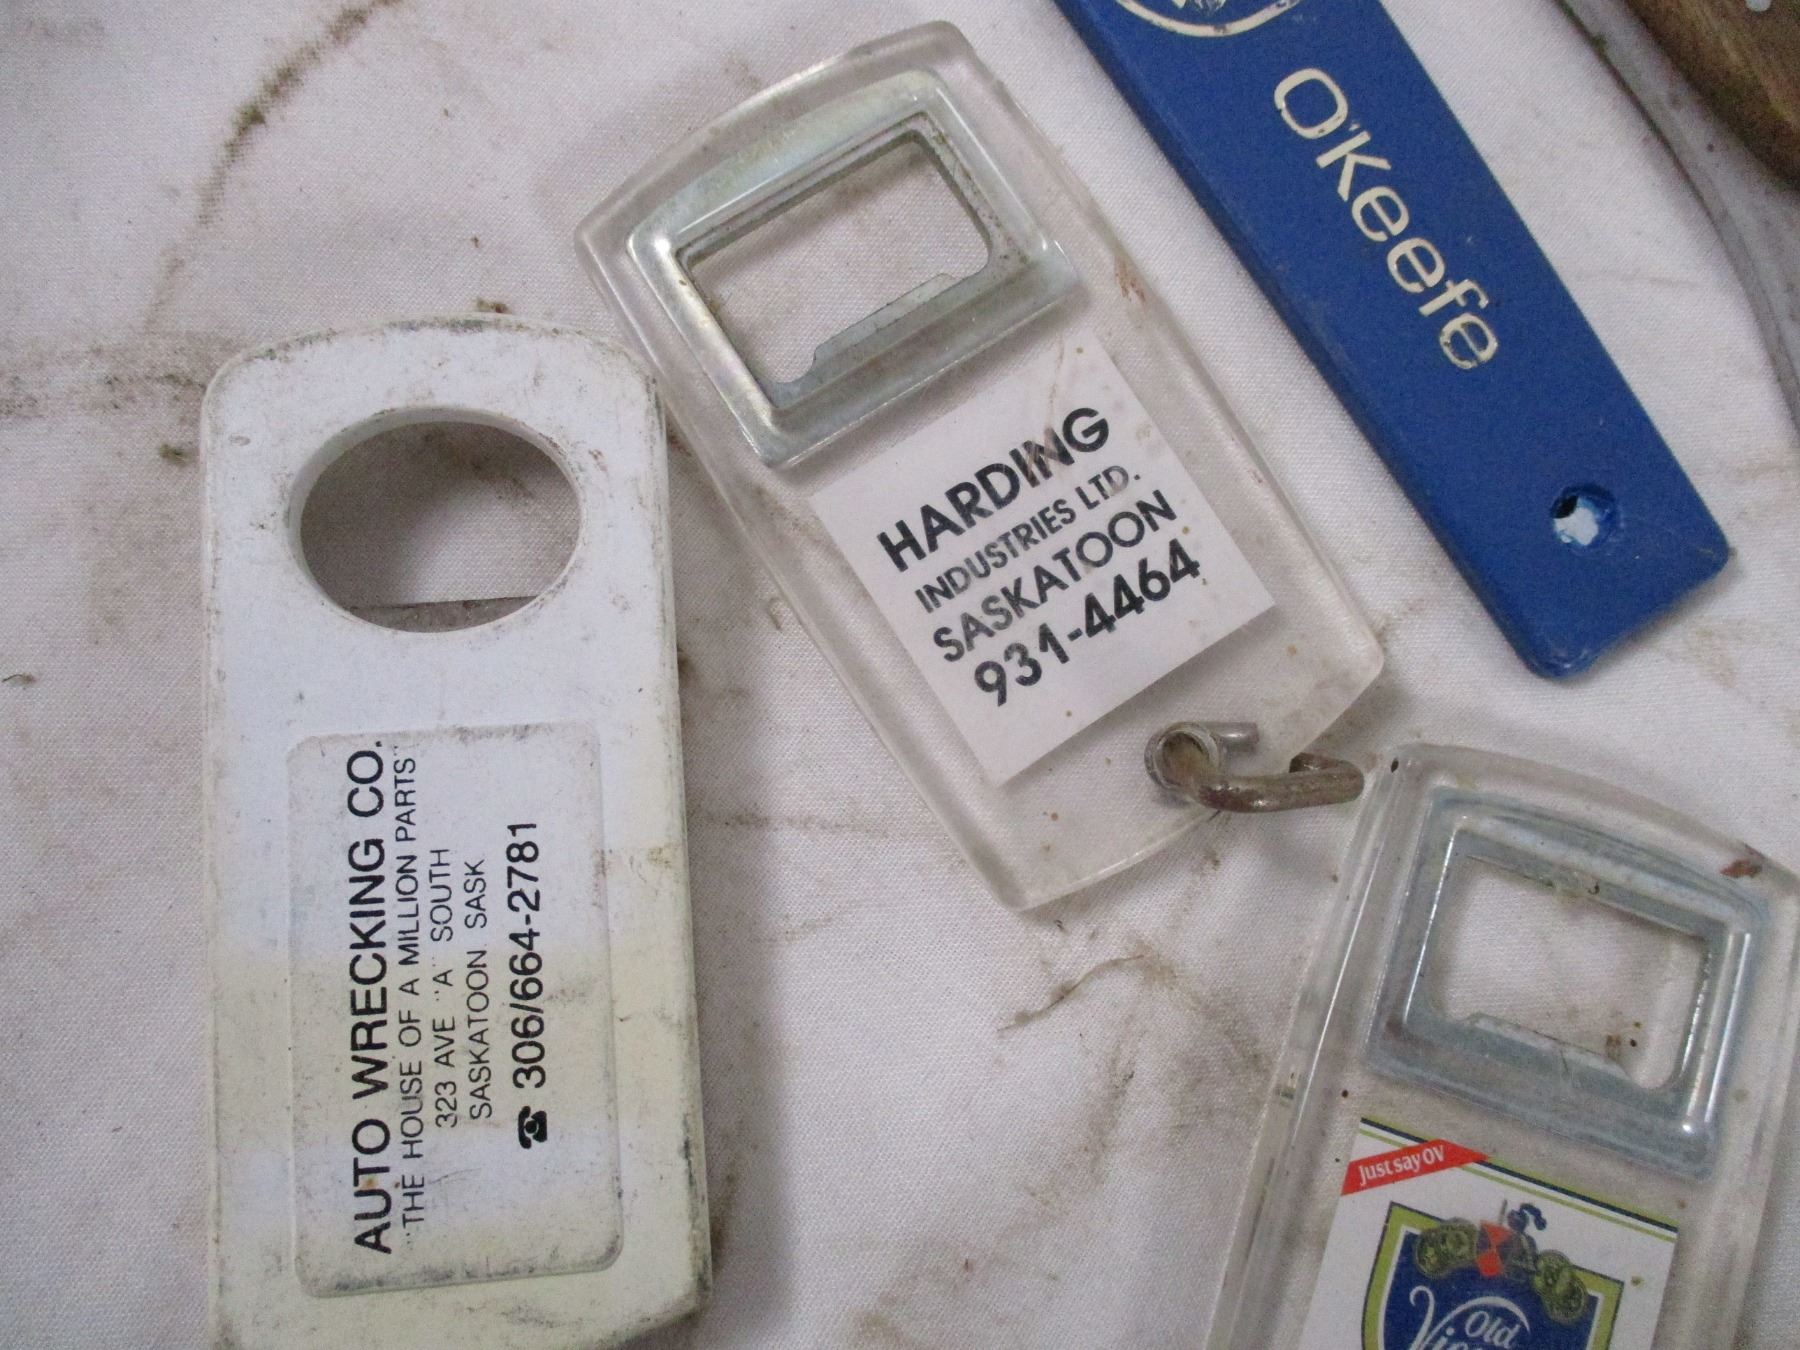 O'Keefe
HARDING
INDUSTRIES LTD.
SASKATOON
931-4464
AUTO WRECKING CO.
"THE HOUSE OF A MILLION PARTS"
323 AVE "A" SOUTH
SASKATOON SASK
☎ 306/664-2781
Just say OV
Old